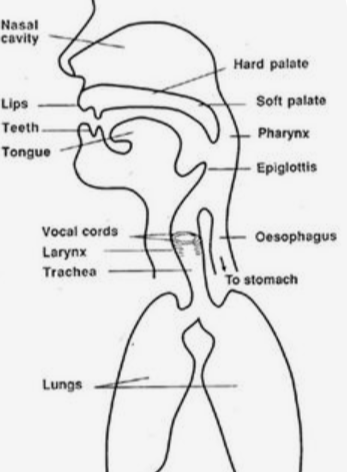 Nasal
cavity
Hard palate
Lips
Soft palate
Teeth
Pharynx
Tongue
Epiglottis
Vocal cords
Oesophagus
Larynx
Trachea
To stomach
Lungs